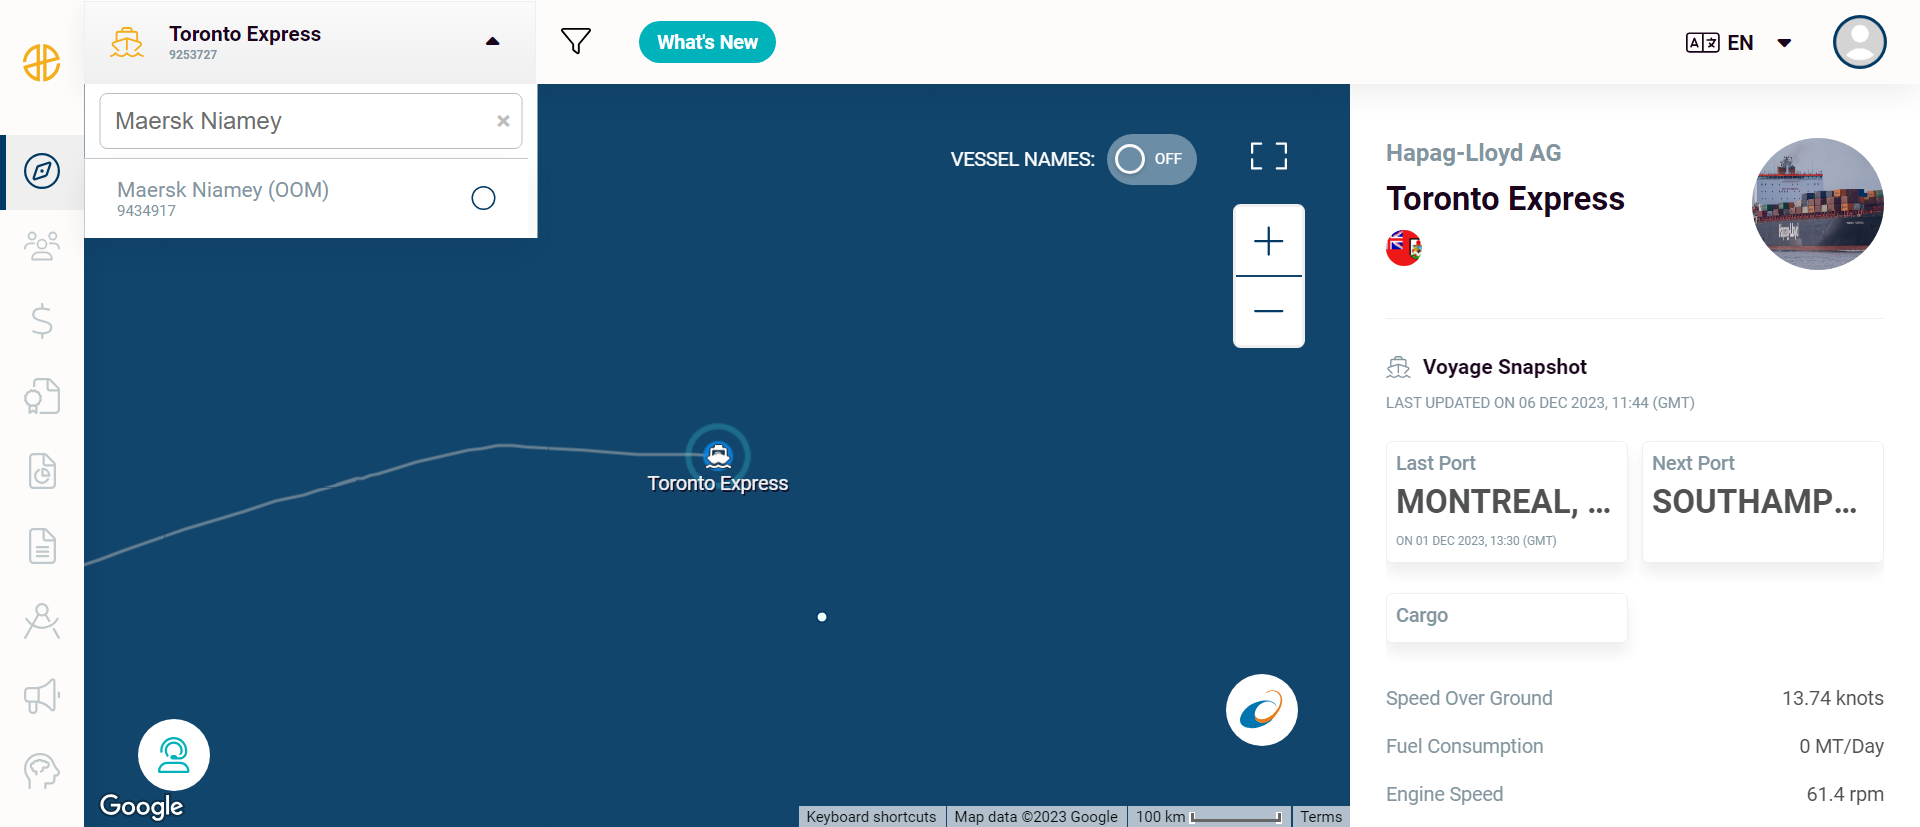 Toronto Express
9253727
What's New
EN
Maersk Niamey
Maersk Niamey (OOM)
9434917
VESSEL NAMES:
OFF
Toronto Express
Google
Keyboard shortcuts
Map data ©2023 Google
100 km
Terms
Hapag-Lloyd AG
Toronto Express
Hapag-Lloyd
Voyage Snapshot
LAST UPDATED ON 06 DEC 2023, 11:44 (GMT)
Last Port
MONTREAL, ...
ON 01 DEC 2023, 13:30 (GMT)
Next Port
SOUTHAMP...
Cargo
Speed Over Ground
13.74 knots
Fuel Consumption
0 MT/Day
Engine Speed
61.4 rpm